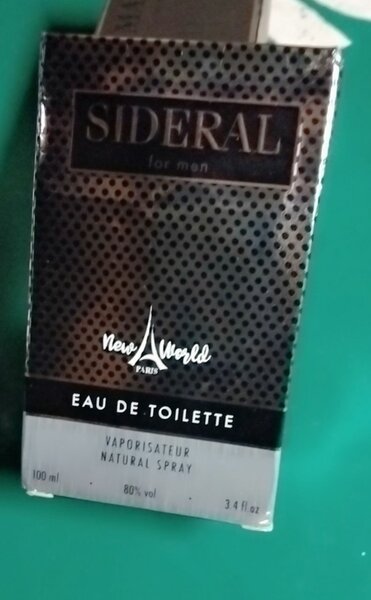 SIDERAL
for men
New World
PARIS
EAU DE TOILETTE
VAPORISATEUR
NATURAL SPRAY
100 ml · 80% vol · 3.4 fl oz